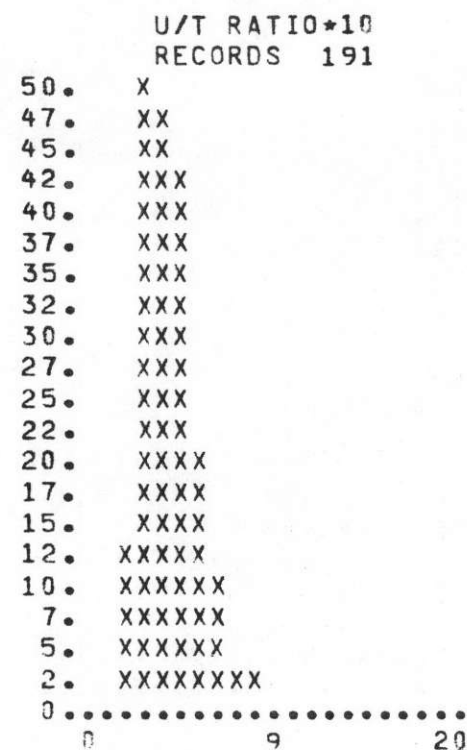 U/T RATIO*10
RECORDS 191
50. X
47. XX
45. XX
42. XXX
40. XXX
37. XXX
35. XXX
32. XXX
30. XXX
27. XXX
25. XXX
22. XXX
20. XXXX
17. XXXX
15. XXXX
12. XXXXX
10. XXXXXX
7. XXXXXX
5. XXXXXX
2. XXXXXXXX
0.......................
0 9 20